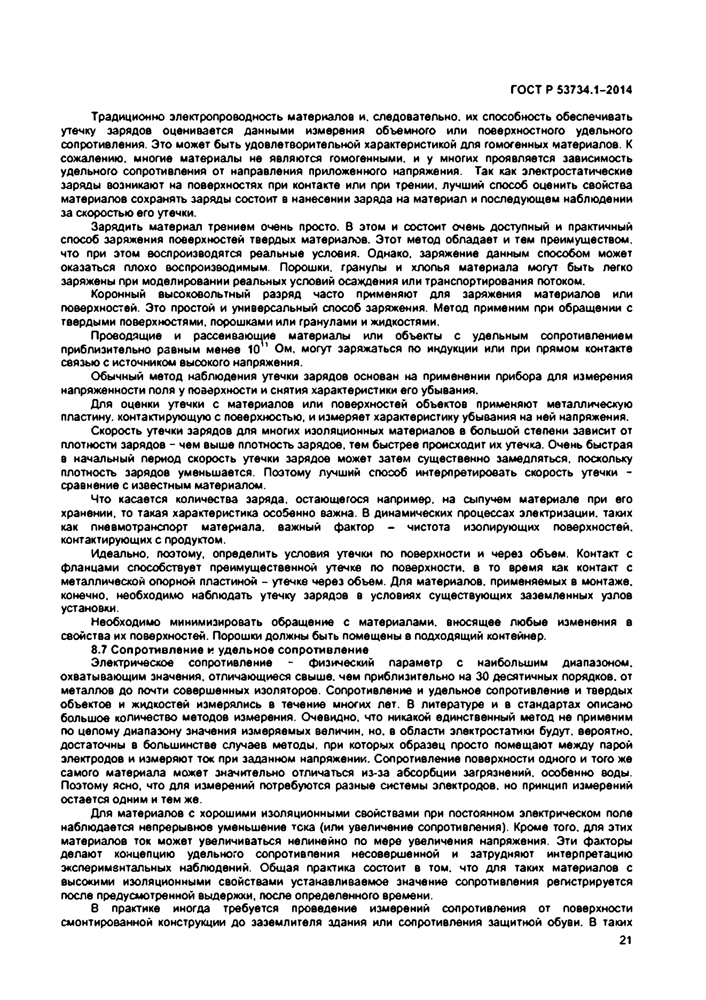 ГОСТ Р 53734.1–2014
Традиционно электропроводность материалов и, следовательно, их способность обеспечивать
утечку зарядов оценивается данными измерения объемного или поверхностного удельного
сопротивления. Это может быть удовлетворительной характеристикой для гомогенных материалов. К
сожалению, многие материалы не являются гомогенными, и у многих проявляется зависимость
удельного сопротивления от направления приложенного напряжения. Так как электростатические
заряды возникают на поверхностях при контакте или при трении, лучший способ оценить свойства
материалов сохранять заряды состоит в нанесении заряда на материал и последующем наблюдении
за скоростью его утечки.
Зарядить материал трением очень просто. В этом и состоит очень доступный и практичный
способ заряжения поверхностей твердых материалов. Этот метод обладает и тем преимуществом,
что при этом воспроизводятся реальные условия. Однако, заряжение данным способом может
оказаться плохо воспроизводимым. Порошки, гранулы и хлопья материала могут быть легко
заряжены при моделировании реальных условий осаждения или транспортирования потоком.
Коронный высоковольтный разряд часто применяют для заряжения материалов или
поверхностей. Это простой и универсальный способ заряжения. Метод применим при обращении с
твердыми поверхностями, порошками или гранулами и жидкостями.
Проводящие и рассеивающие материалы или объекты с удельным сопротивлением
приблизительно равным менее 10¹¹ Ом, могут заряжаться по индукции или при прямом контакте
связью с источником высокого напряжения.
Обычный метод наблюдения утечки зарядов основан на применении прибора для измерения
напряженности поля у поверхности и снятия характеристики его убывания.
Для оценки утечки с материалов или поверхностей объектов применяют металлическую
пластину, контактирующую с поверхностью, и измеряет характеристику убывания на ней напряжения.
Скорость утечки зарядов для многих изоляционных материалов в большой степени зависит от
плотности зарядов – чем выше плотность зарядов, тем быстрее происходит их утечка. Очень быстрая
в начальный период скорость утечки зарядов может затем существенно замедляться, поскольку
плотность зарядов уменьшается. Поэтому лучший способ интерпретировать скорость утечки –
сравнение с известным материалом.
Что касается количества заряда, остающегося например, на сыпучем материале при его
хранении, то такая характеристика особенно важна. В динамических процессах электризации, таких
как пневмотранспорт материала, важный фактор – чистота изолирующих поверхностей,
контактирующих с продуктом.
Идеально, поэтому, определить условия утечки по поверхности и через объем. Контакт с
фланцами способствует преимущественной утечке по поверхности, в то время как контакт с
металлической опорной пластиной – утечке через объем. Для материалов, применяемых в монтаже,
конечно, необходимо наблюдать утечку зарядов в условиях существующих заземленных узлов
установки.
Необходимо минимизировать обращение с материалами, вносящее любые изменения в
свойства их поверхностей. Порошки должны быть помещены в подходящий контейнер.
8.7 Сопротивление и удельное сопротивление
Электрическое сопротивление - физический параметр с наибольшим диапазоном,
охватывающим значения, отличающиеся свыше, чем приблизительно на 30 десятичных порядков, от
металлов до почти совершенных изоляторов. Сопротивление и удельное сопротивление и твердых
объектов и жидкостей измерялись в течение многих лет. В литературе и в стандартах описано
большое количество методов измерения. Очевидно, что никакой единственный метод не применим
по целому диапазону значения измеряемых величин, но, в области электростатики будут, вероятно,
достаточны в большинстве случаев методы, при которых образец просто помещают между парой
электродов и измеряют ток при заданном напряжении. Сопротивление поверхности одного и того же
самого материала может значительно отличаться из-за абсорбции загрязнений, особенно воды.
Поэтому ясно, что для измерений потребуются разные системы электродов, но принцип измерений
остается одним и тем же.
Для материалов с хорошими изоляционными свойствами при постоянном электрическом поле
наблюдается непрерывное уменьшение тока (или увеличение сопротивления). Кроме того, для этих
материалов ток может увеличиваться нелинейно по мере увеличения напряжения. Эти факторы
делают концепцию удельного сопротивления несовершенной и затрудняют интерпретацию
экспериментальных наблюдений. Общая практика состоит в том, что для таких материалов с
высокими изоляционными свойствами устанавливаемое значение сопротивления регистрируется
после предусмотренной выдержки, после определенного времени.
В практике иногда требуется проведение измерений сопротивления от поверхности
смонтированной конструкции до заземлителя здания или сопротивления защитной обуви. В таких
21